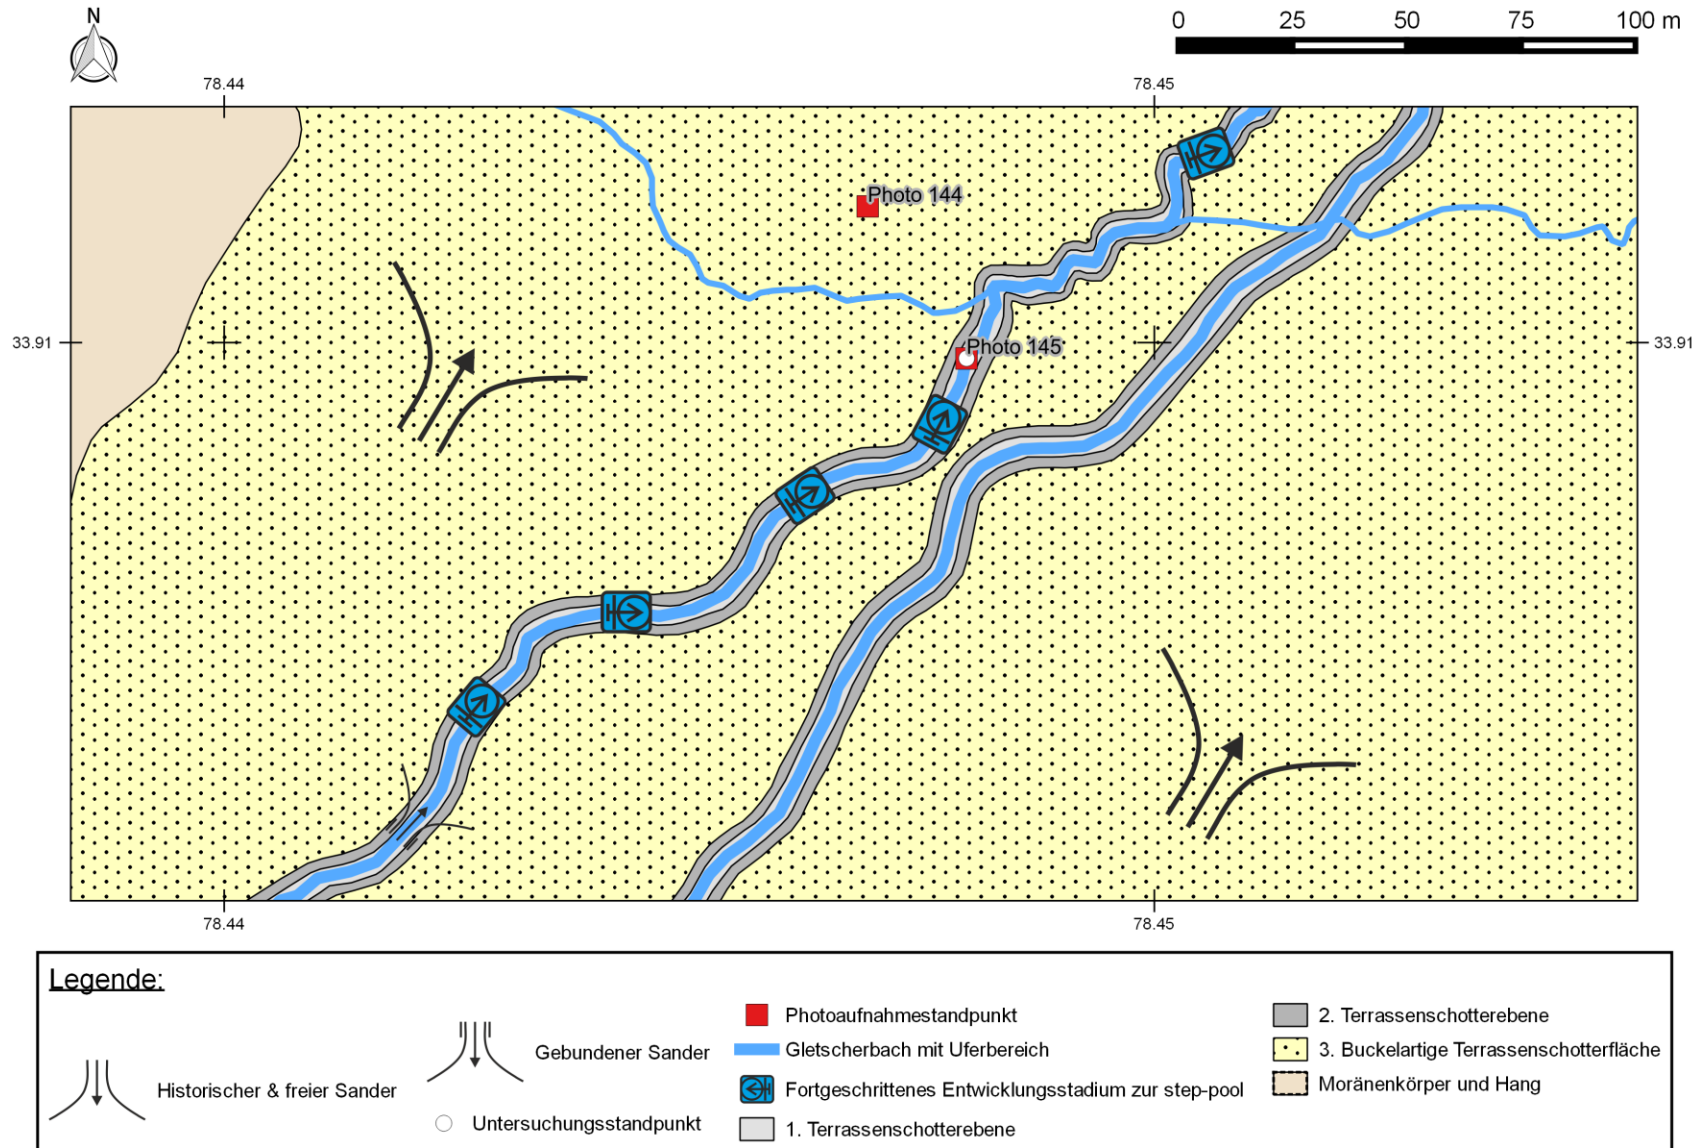 N
0 25 50 75 100 m
78.44 78.45
Photo 144
33.91 33.91
Photo 145
78.44 78.45
Legende:
Historischer & freier Sander
Gebundener Sander
Untersuchungsstandpunkt
Photoaufnahmestandpunkt
Gletscherbach mit Uferbereich
Fortgeschrittenes Entwicklungsstadium zur step-pool
1. Terrassenschotterebene
2. Terrassenschotterebene
3. Buckelartige Terrassenschotterfläche
Moränenkörper und Hang